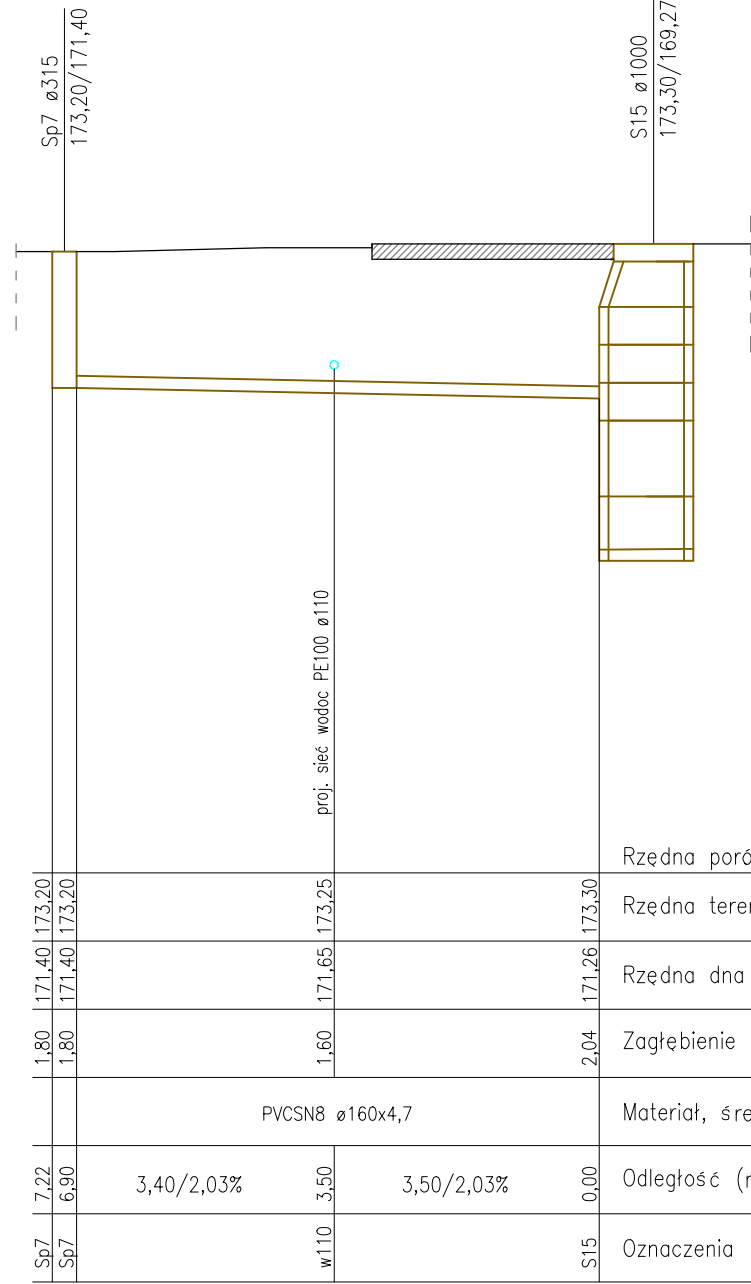 Sp7 ø315
173,20/171,40
S15 ø1000
173,30/169,27
proj. sieć wodoc PE100 ø110
Rzędna poró
173,20 173,20 173,25 173,30 Rzędna tere
171,40 171,40 171,65 171,26 Rzędna dna
1,80 1,80 1,60 2,04 Zagłębienie
PVCSN8 ø160x4,7 Materiał, śre
7,22 6,90 3,40/2,03% 3,50 3,50/2,03% 0,00 Odległość (
Sp7 Sp7 w110 S15 Oznaczenia